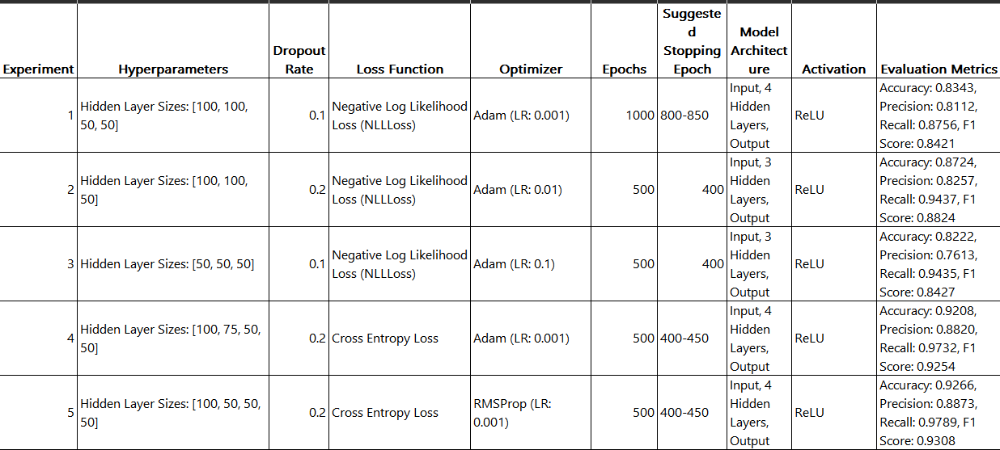 Experiment Hyperparameters Dropout Rate Loss Function Optimizer Epochs Suggested Stopping Epoch Model Architecture Activation Evaluation Metrics
1 Hidden Layer Sizes: [100, 100, 50, 50] 0.1 Negative Log Likelihood Loss (NLLLoss) Adam (LR: 0.001) 1000 800-850 Input, 4 Hidden Layers, Output ReLU Accuracy: 0.8343, Precision: 0.8112, Recall: 0.8756, F1 Score: 0.8421
2 Hidden Layer Sizes: [100, 100, 50] 0.2 Negative Log Likelihood Loss (NLLLoss) Adam (LR: 0.01) 500 400 Input, 3 Hidden Layers, Output ReLU Accuracy: 0.8724, Precision: 0.8257, Recall: 0.9437, F1 Score: 0.8824
3 Hidden Layer Sizes: [50, 50, 50] 0.1 Negative Log Likelihood Loss (NLLLoss) Adam (LR: 0.1) 500 400 Input, 3 Hidden Layers, Output ReLU Accuracy: 0.8222, Precision: 0.7613, Recall: 0.9435, F1 Score: 0.8427
4 Hidden Layer Sizes: [100, 75, 50, 50] 0.2 Cross Entropy Loss Adam (LR: 0.001) 500 400-450 Input, 4 Hidden Layers, Output ReLU Accuracy: 0.9208, Precision: 0.8820, Recall: 0.9732, F1 Score: 0.9254
5 Hidden Layer Sizes: [100, 50, 50, 50] 0.2 Cross Entropy Loss RMSProp (LR: 0.001) 500 400-450 Input, 4 Hidden Layers, Output ReLU Accuracy: 0.9266, Precision: 0.8873, Recall: 0.9789, F1 Score: 0.9308